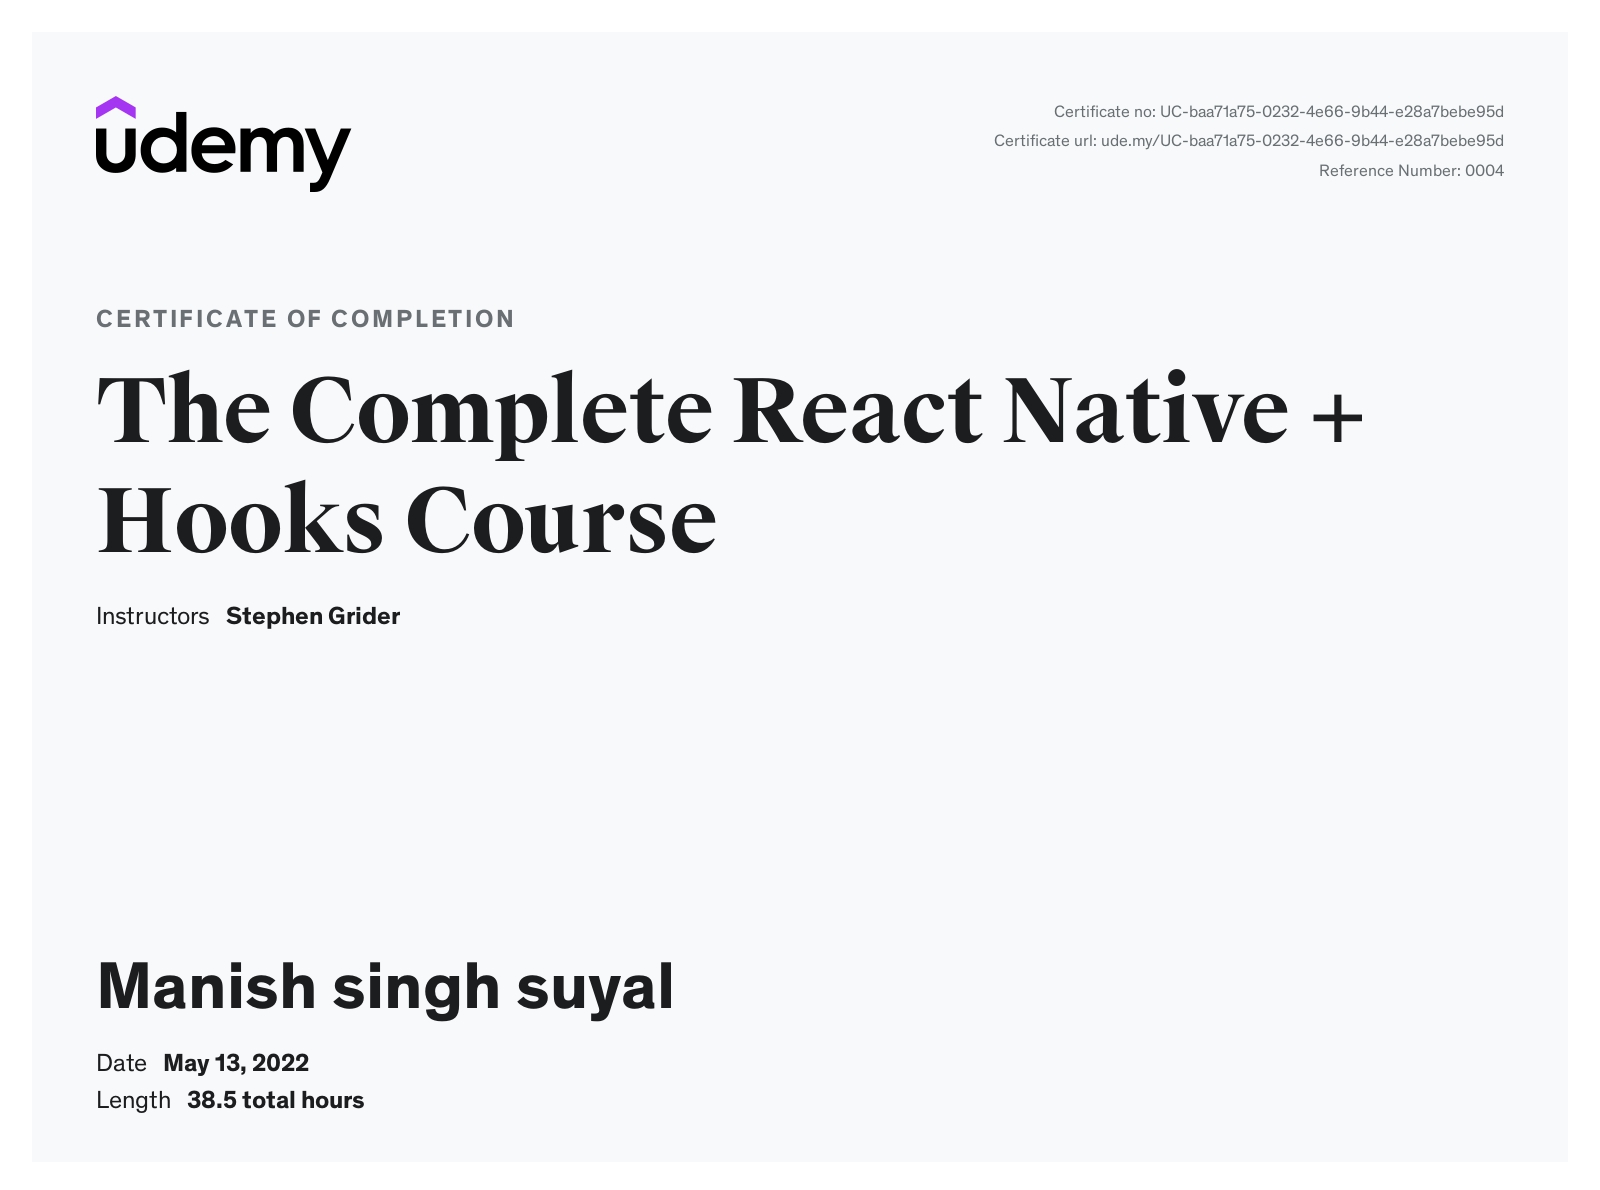 udemy
Certificate no: UC-baa71a75-0232-4e66-9b44-e28a7bebe95d
Certificate url: ude.my/UC-baa71a75-0232-4e66-9b44-e28a7bebe95d
Reference Number: 0004
CERTIFICATE OF COMPLETION
The Complete React Native +
Hooks Course
Instructors Stephen Grider
Manish singh suyal
Date May 13, 2022
Length 38.5 total hours